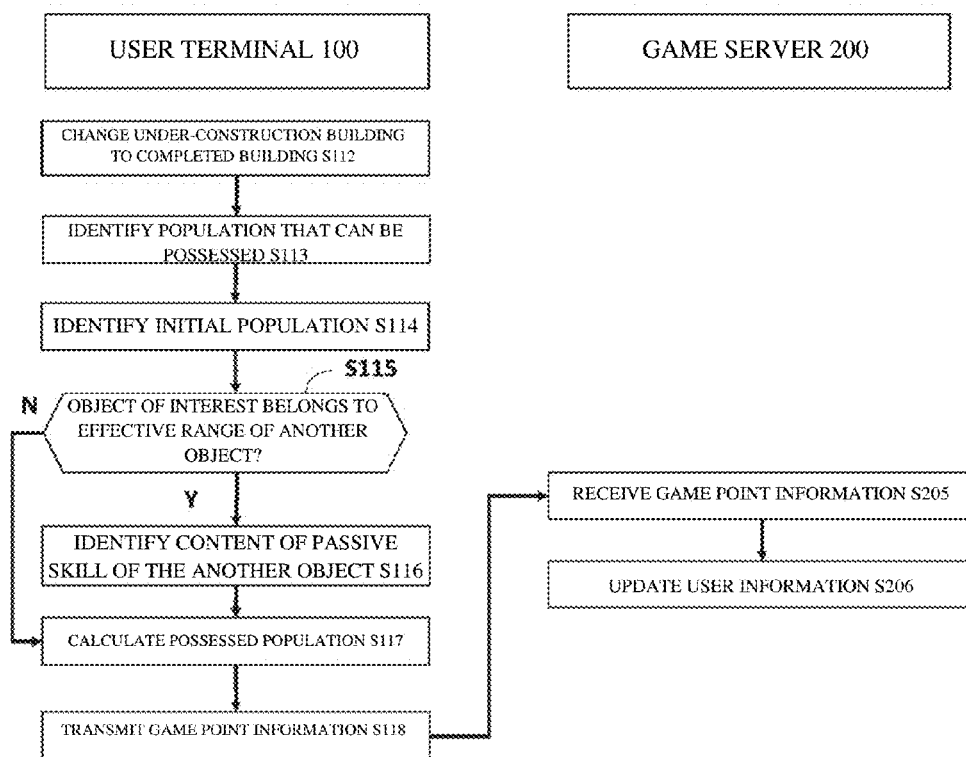 USER TERMINAL 100
GAME SERVER 200
CHANGE UNDER-CONSTRUCTION BUILDING
TO COMPLETED BUILDING S112
IDENTIFY POPULATION THAT CAN BE
POSSESSED S113
IDENTIFY INITIAL POPULATION S114
S115
N
OBJECT OF INTEREST BELONGS TO
EFFECTIVE RANGE OF ANOTHER
OBJECT?
Y
IDENTIFY CONTENT OF PASSIVE
SKILL OF THE ANOTHER OBJECT S116
CALCULATE POSSESSED POPULATION S117
TRANSMIT GAME POINT INFORMATION S118
RECEIVE GAME POINT INFORMATION S205
UPDATE USER INFORMATION S206